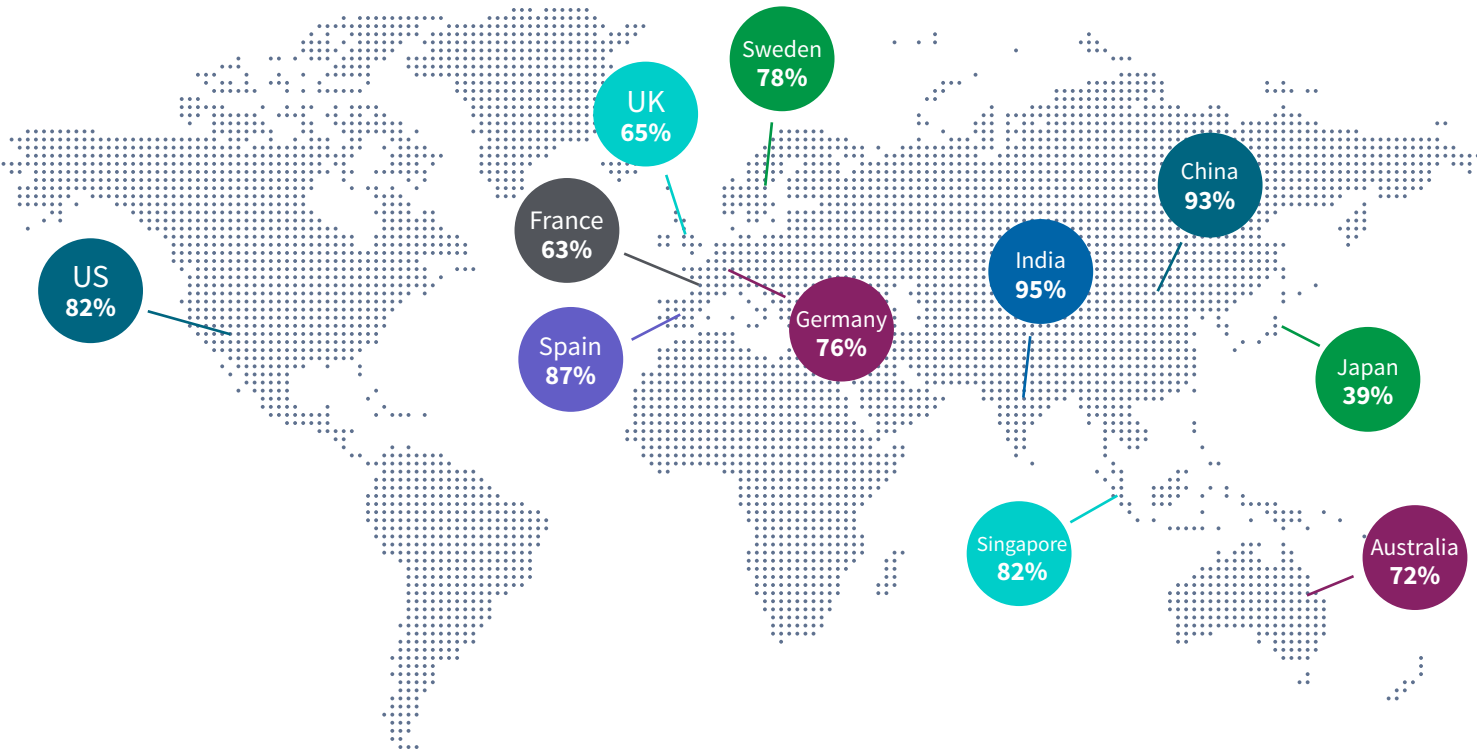 Sweden
78%
UK
65%
China
93%
France
63%
US
82%
India
95%
Germany
76%
Spain
87%
Japan
39%
Singapore
82%
Australia
72%